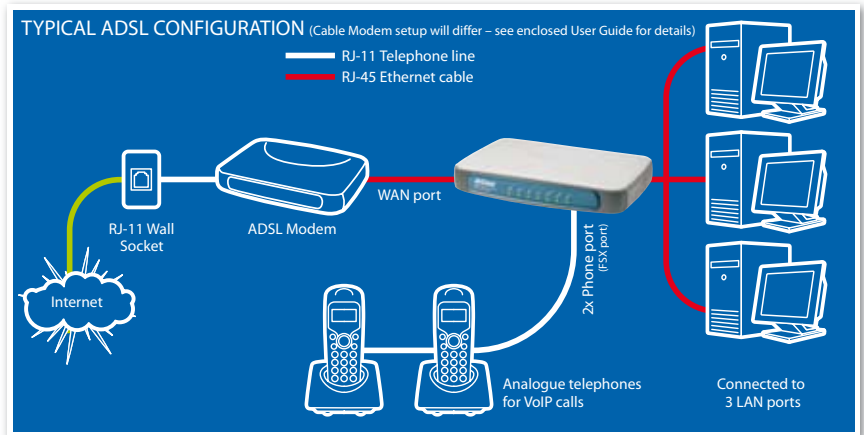 TYPICAL ADSL CONFIGURATION (Cable Modem setup will differ – see enclosed User Guide for details)
RJ-11 Telephone line
RJ-45 Ethernet cable
WAN port
RJ-11 Wall
Socket
ADSL Modem
2x Phone port
(FSX port)
Internet
Analogue telephones
for VoIP calls
Connected to
3 LAN ports